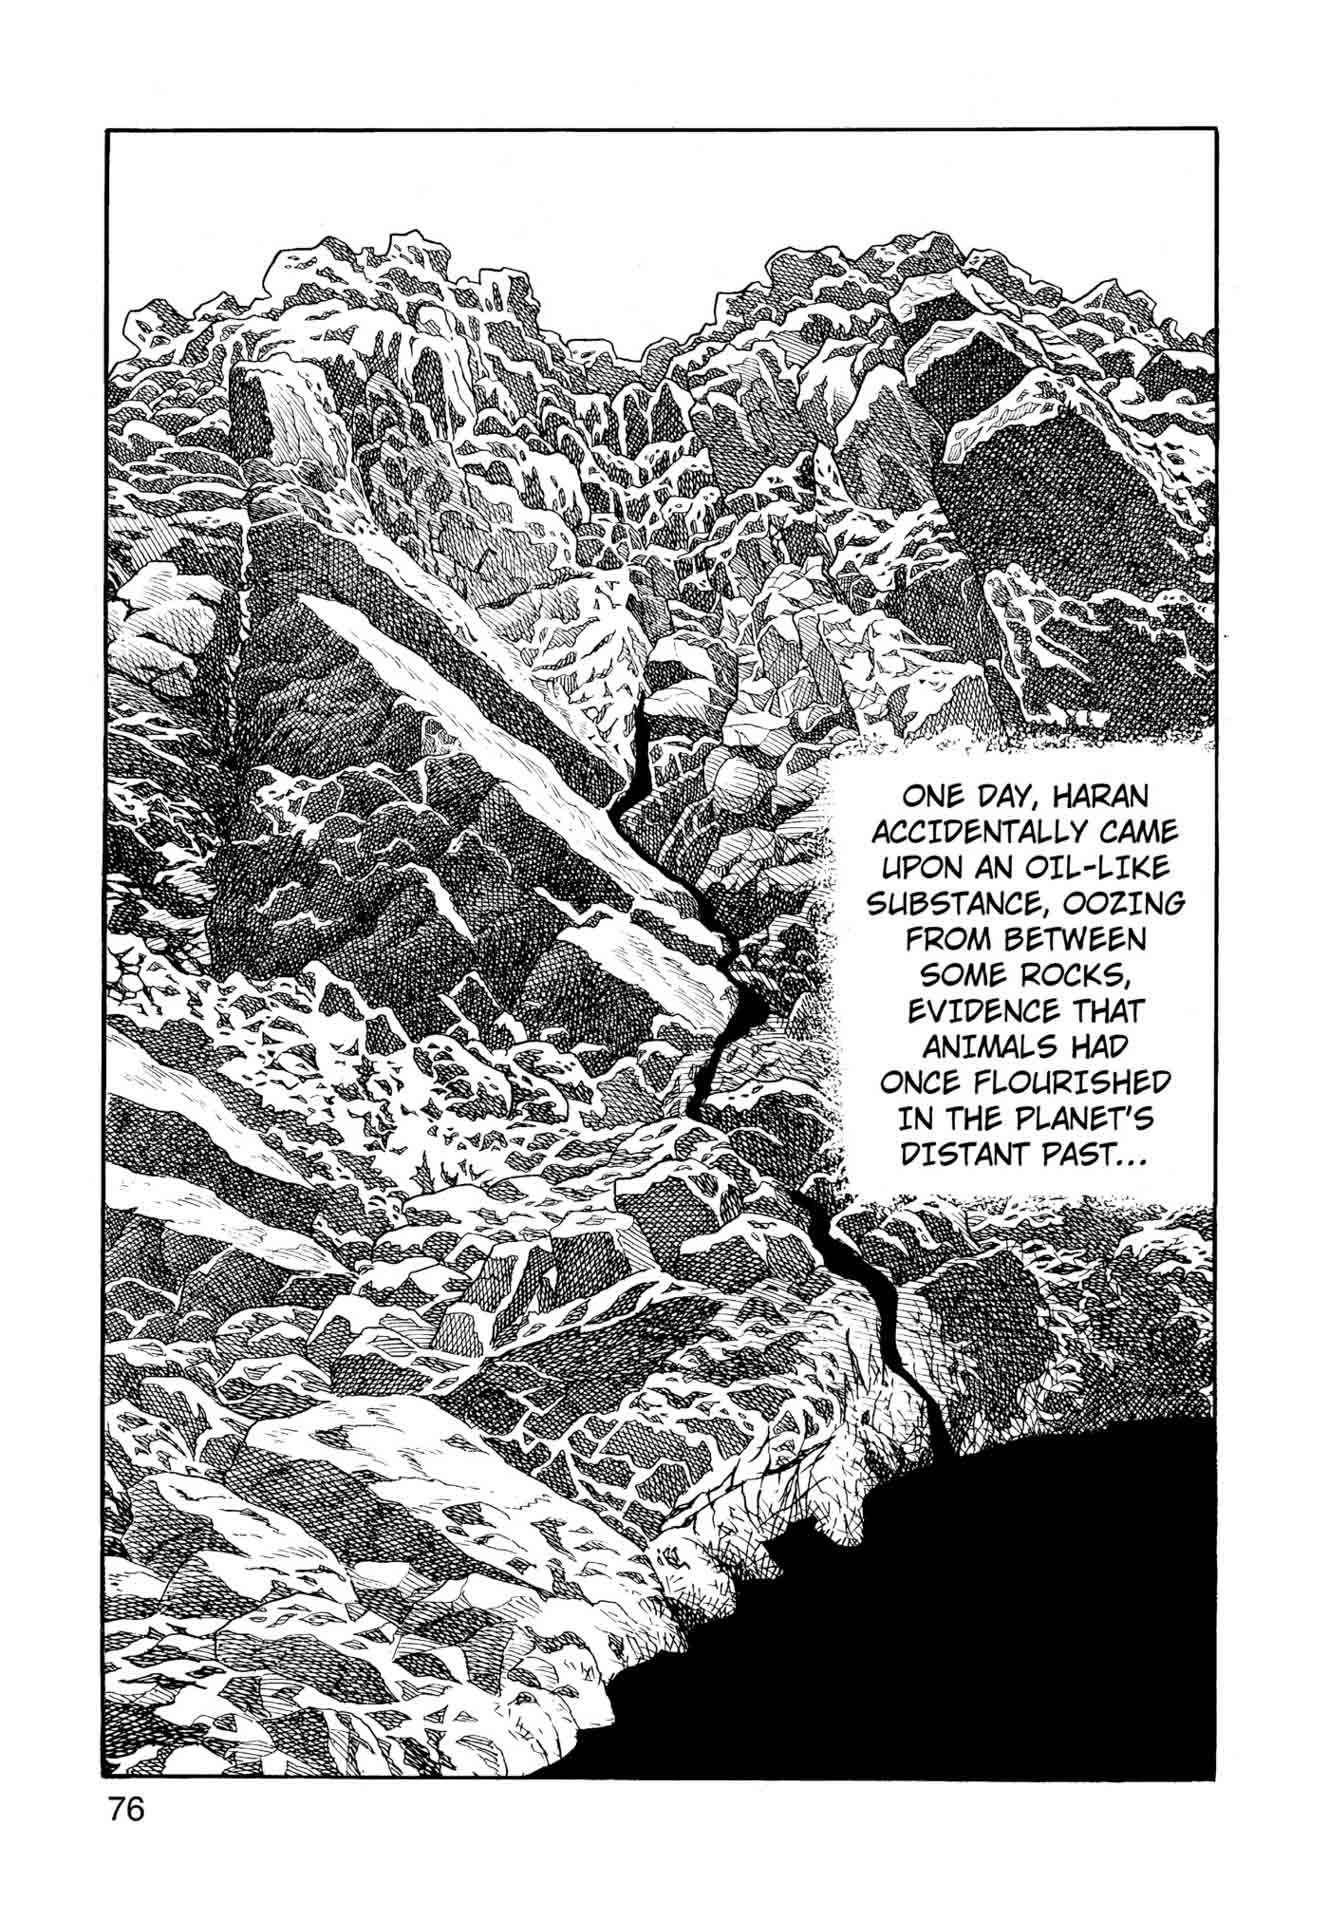 ONE DAY, HARAN
ACCIDENTALLY CAME
UPON AN OIL-LIKE
SUBSTANCE, OOZING
FROM BETWEEN
SOME ROCKS,
EVIDENCE THAT
ANIMALS HAD
ONCE FLOURISHED
IN THE PLANET'S
DISTANT PAST...
76